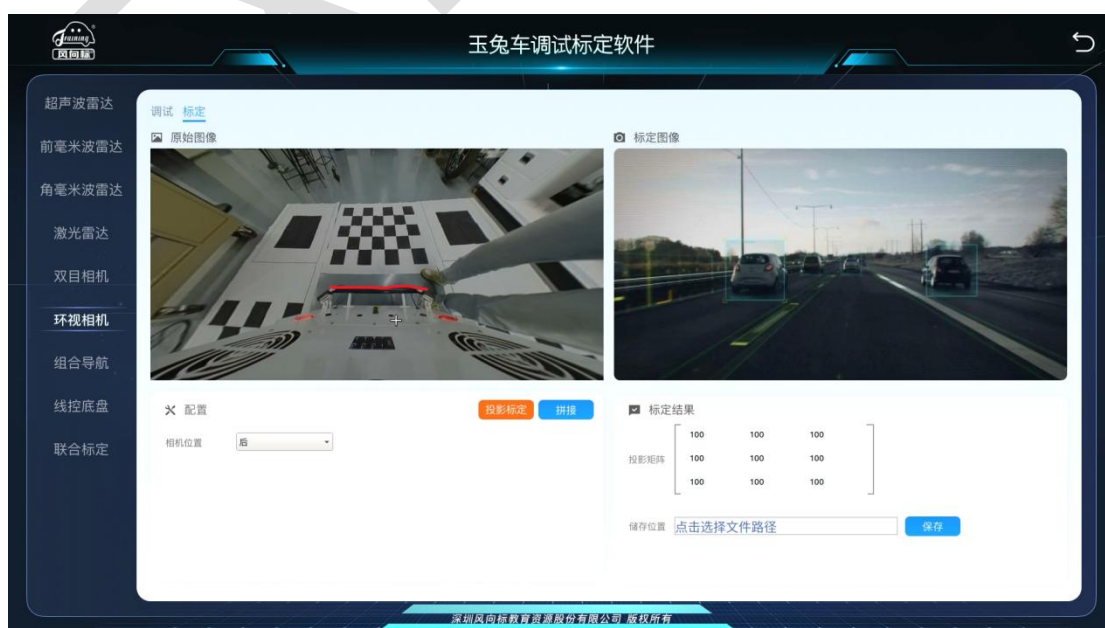 Training
风向标
玉兔车调试标定软件
超声波雷达
前毫米波雷达
角毫米波雷达
激光雷达
双目相机
环视相机
组合导航
线控底盘
联合标定
调试 标定
原始图像
标定图像
配置
投影标定 拼接
相机位置 后
标定结果
投影矩阵
100 100 100
100 100 100
100 100 100
储存位置 点击选择文件路径 保存
深圳风向标教育资源股份有限公司 版权所有